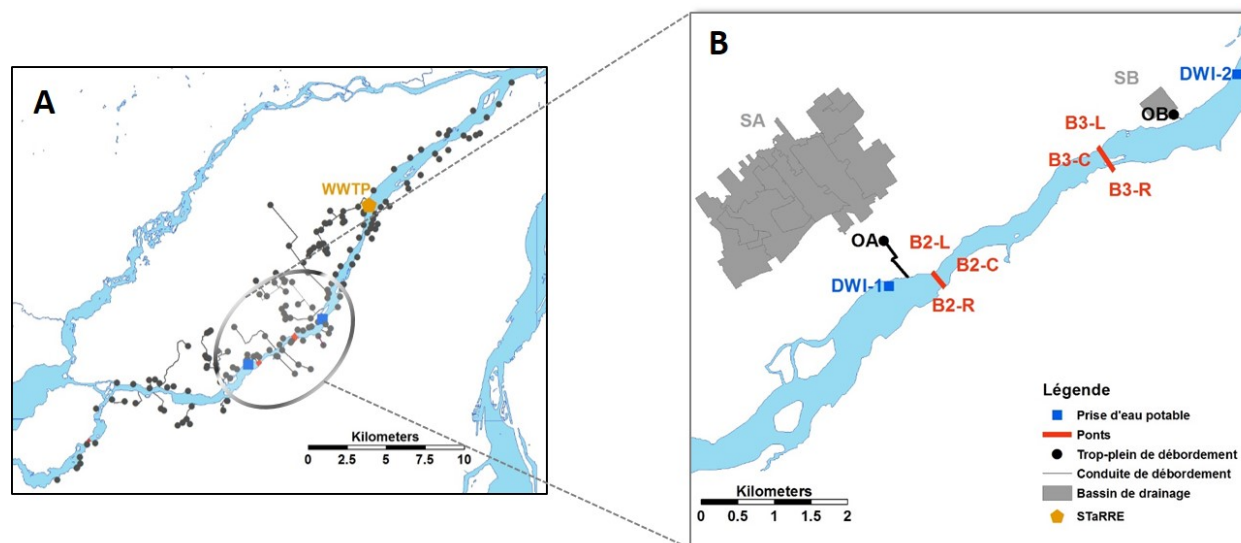 A
WWTP
Kilometers
0 2.5 5 7.5 10
B
DWI-2
SB
OB
SA
B3-L
B3-C
B3-R
OA
B2-L
B2-C
DWI-1
B2-R
Légende
Prise d'eau potable
Ponts
Trop-plein de débordement
Conduite de débordement
Bassin de drainage
STaRRE
Kilometers
0 0.5 1 1.5 2